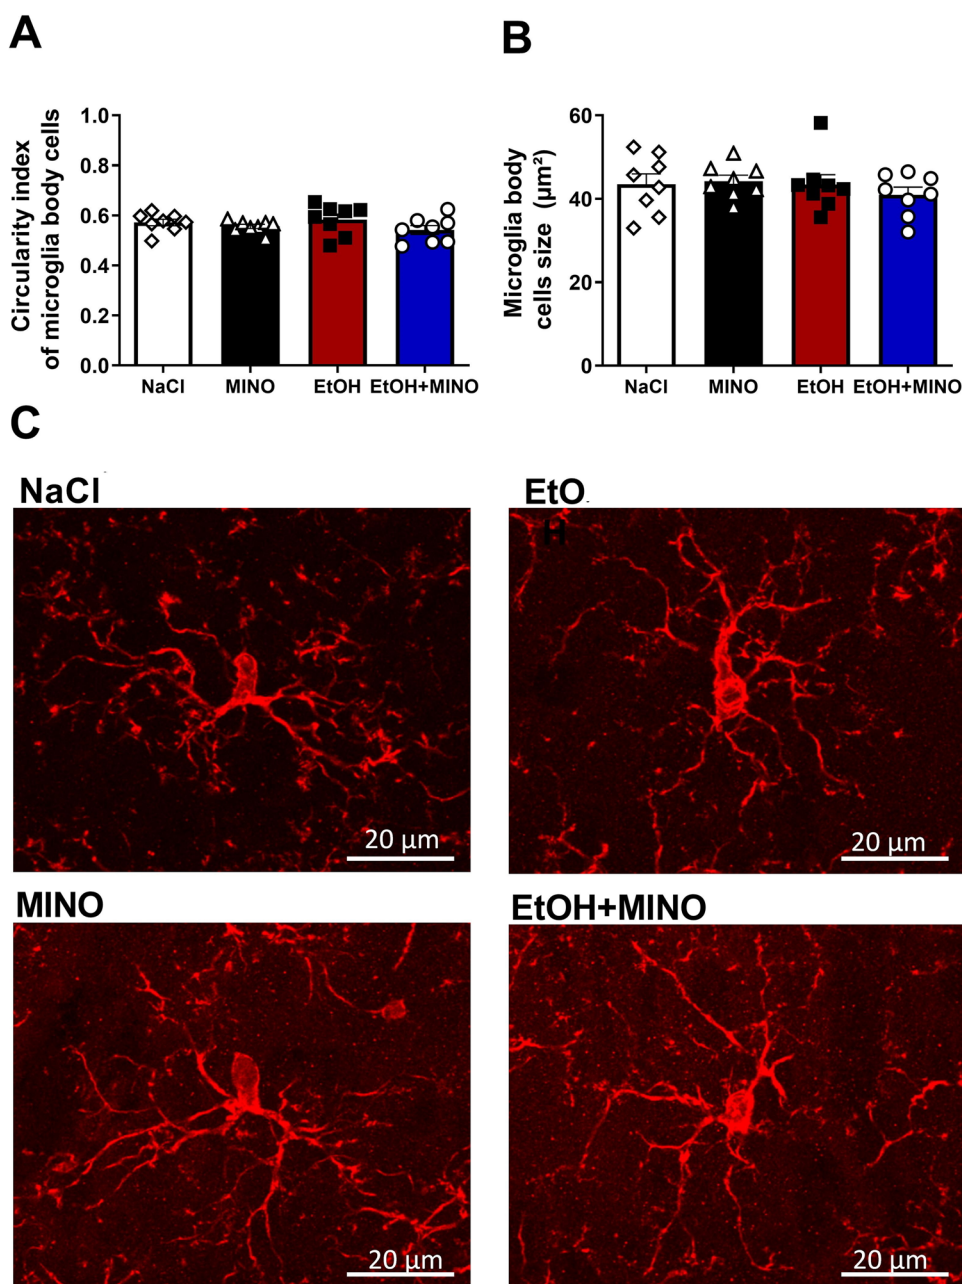 A
B
Circularity index
of microglia body cells
1.0
0.8
0.6
0.4
0.2
0.0
NaCl
MINO
EtOH
EtOH+MINO
Microglia body
cells size (µm²)
60
40
20
0
NaCl
MINO
EtOH
EtOH+MINO
C
NaCl
EtO
H
20 µm
20 µm
MINO
EtOH+MINO
20 µm
20 µm